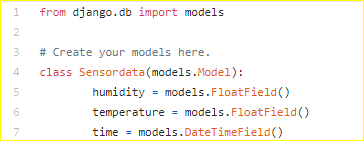 1 from django.db import models
2
3 # Create your models here.
4 class Sensordata(models.Model):
5 humidity = models.FloatField()
6 temperature = models.FloatField()
7 time = models.DateTimeField()